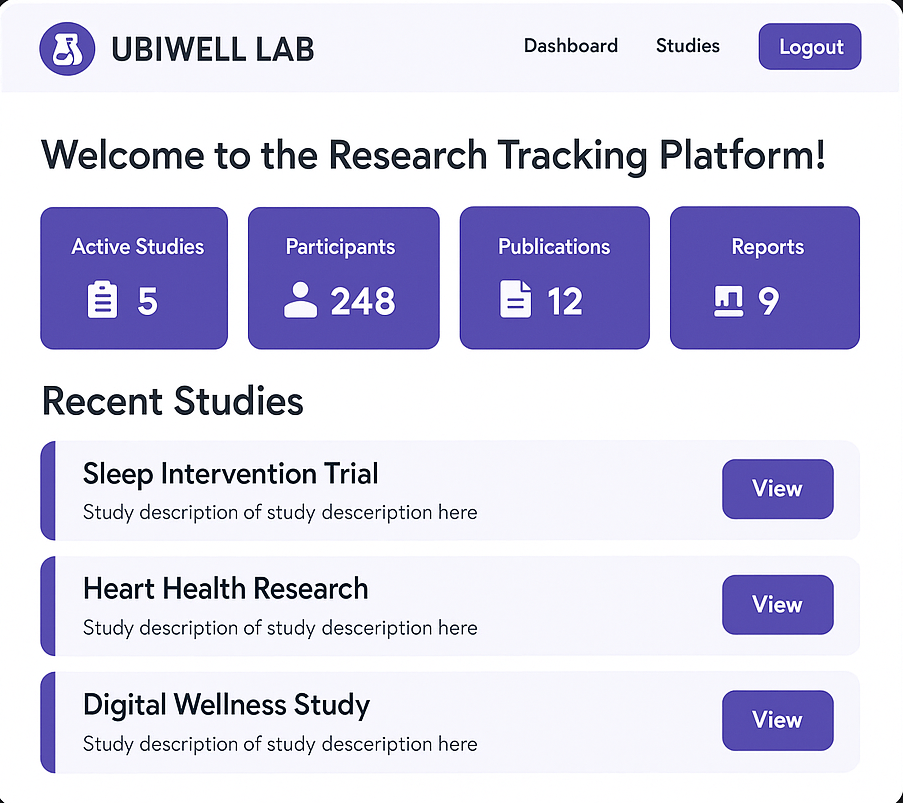 UBIWELL LAB
Dashboard
Studies
Logout
Welcome to the Research Tracking Platform!
Active Studies
5
Participants
248
Publications
12
Reports
9
Recent Studies
Sleep Intervention Trial
Study description of study desceription here
View
Heart Health Research
Study description of study desceription here
View
Digital Wellness Study
Study description of study desceription here
View